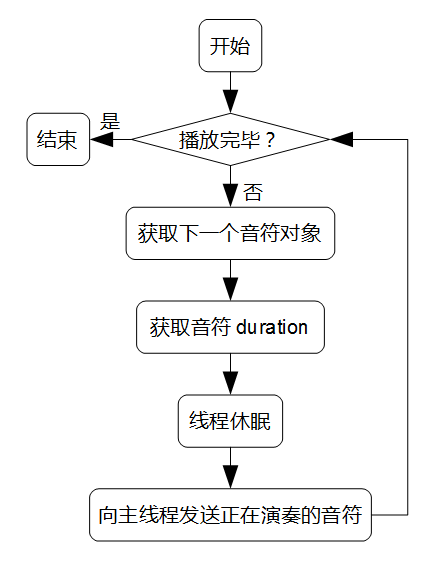 开始
播放完毕？
是
结束
否
获取下一个音符对象
获取音符 duration
线程休眠
向主线程发送正在演奏的音符